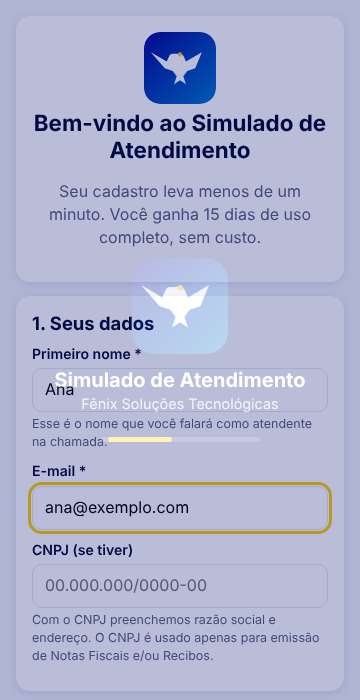 Bem-vindo ao Simulado de
Atendimento
Seu cadastro leva menos de um
minuto. Você ganha 15 dias de uso
completo, sem custo.
1. Seus dados
Primeiro nome *
Ana
Simulado de Atendimento
Fênix Soluções Tecnológicas
Esse é o nome que você falará como atendente
na chamada.
E-mail *
ana@exemplo.com
CNPJ (se tiver)
00.000.000/0000-00
Com o CNPJ preenchemos razão social e
endereço. O CNPJ é usado apenas para emissão
de Notas Fiscais e/ou Recibos.